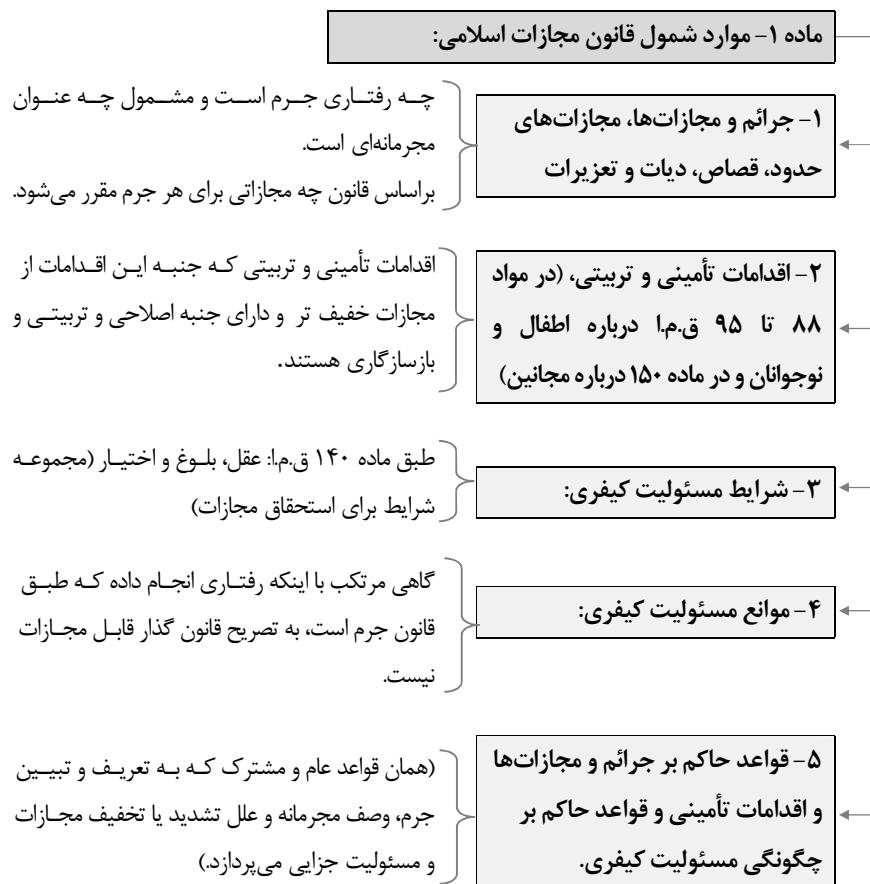 ماده ۱- موارد شمول قانون مجازات اسلامی:
۱- جرائم و مجازات‌ها، مجازات‌های
حدود، قصاص، دیات و تعزیرات
چه رفتاری جرم است و مشمول چه عنوان
مجرمانه‌ای است.
براساس قانون چه مجازاتی برای هر جرم مقرر می‌شود.
۲- اقدامات تأمینی و تربیتی، (در مواد
۸۸ تا ۹۵ ق.م.ا درباره اطفال و
نوجوانان و در ماده ۱۵۰ درباره مجانین)
اقدامات تأمینی و تربیتی که جنبه این اقدامات از
مجازات خفیف تر و دارای جنبه اصلاحی و تربیتی و
بازسازگاری هستند.
۳- شرایط مسئولیت کیفری:
طبق ماده ۱۴۰ ق.م.ا: عقل، بلوغ و اختیار (مجموعه
شرایط برای استحقاق مجازات)
۴- موانع مسئولیت کیفری:
گاهی مرتکب با اینکه رفتاری انجام داده که طبق
قانون جرم است، به تصریح قانون گذار قابل مجازات
نیست.
۵- قواعد حاکم بر جرائم و مجازات‌ها
و اقدامات تأمینی و قواعد حاکم بر
چگونگی مسئولیت کیفری.
(همان قواعد عام و مشترک که به تعریف و تبیین
جرم، وصف مجرمانه و علل تشدید یا تخفیف مجازات
و مسئولیت جزایی می‌پردازد.)